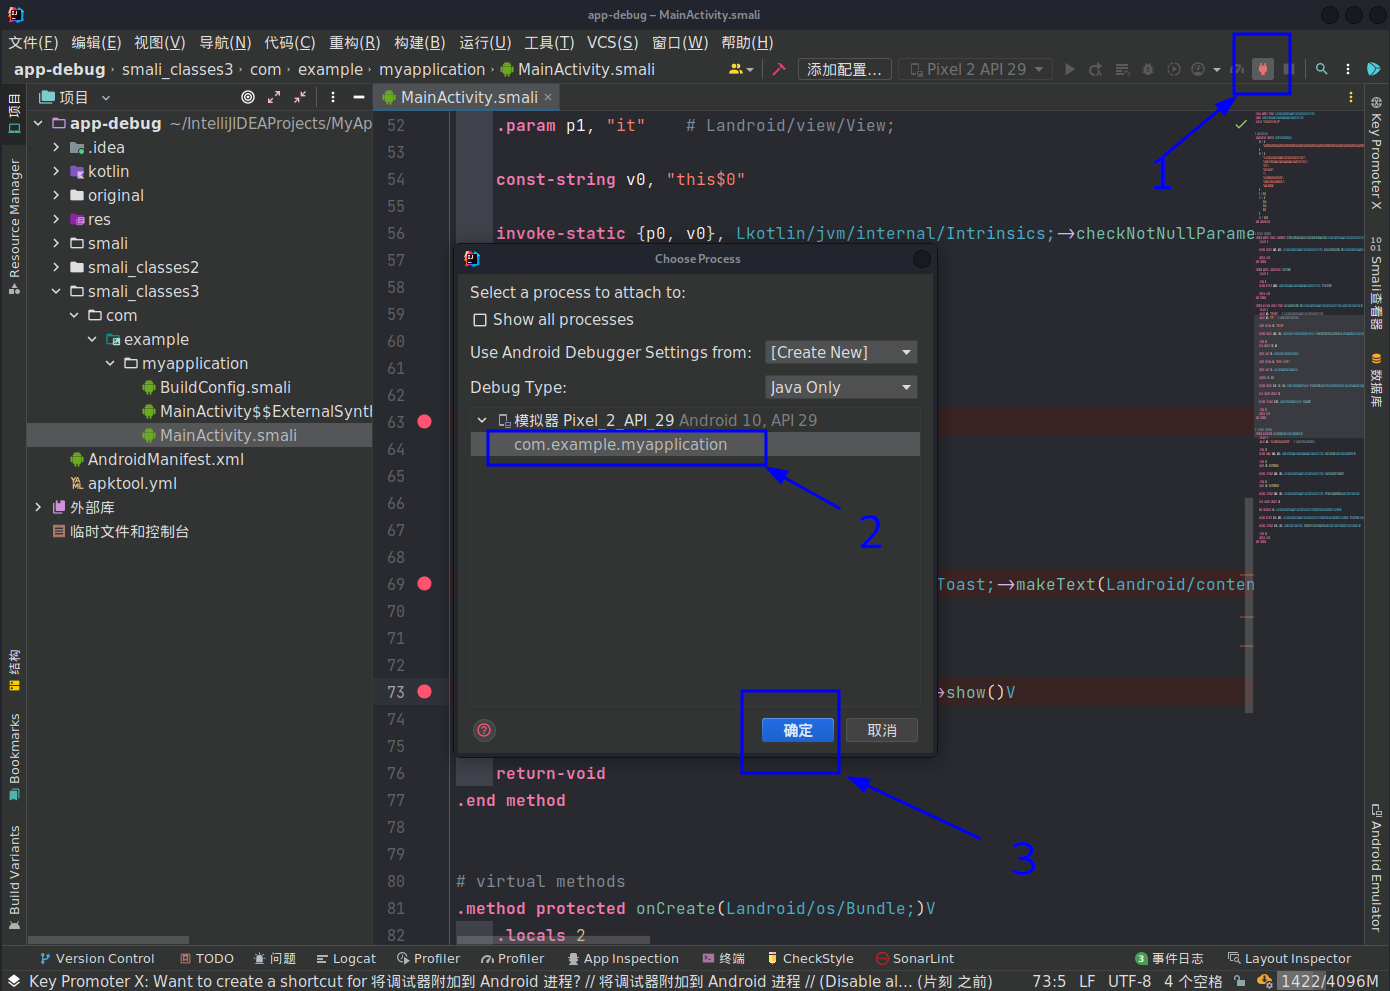 app-debug – MainActivity.smali
文件(F) 编辑(E) 视图(V) 导航(N) 代码(C) 重构(R) 构建(B) 运行(U) 工具(T) VCS(S) 窗口(W) 帮助(H)
app-debug › smali_classes3 › com › example › myapplication › MainActivity.smali
添加配置...
Pixel 2 API 29
项目
项目
MainActivity.smali
app-debug ~/IntelliJIDEAProjects/MyAp
.idea
kotlin
original
res
smali
smali_classes2
smali_classes3
com
example
myapplication
BuildConfig.smali
MainActivity$$ExternalSynt
MainActivity.smali
AndroidManifest.xml
apktool.yml
外部库
临时文件和控制台
Resource Manager
结构
Bookmarks
Build Variants
52 .param p1, "it" # Landroid/view/View;
53
54 const-string v0, "this$0"
55
56 invoke-static {p0, v0}, Lkotlin/jvm/internal/Intrinsics;->checkNotNullParame
57
58
59
60
61
62
63
64
65
66
67
68
69 Toast;->makeText(Landroid/conten
70
71
72
73 >show()V
74
75
76 return-void
77 .end method
78
79
80 # virtual methods
81 .method protected onCreate(Landroid/os/Bundle;)V
82 .locals 2
Choose Process
Select a process to attach to:
Show all processes
Use Android Debugger Settings from: [Create New]
Debug Type: Java Only
模拟器 Pixel_2_API_29 Android 10, API 29
com.example.myapplication
确定
取消
1
2
3
Key Promoter X
Smali查看器
数据库
Android Emulator
Version Control TODO 问题 Logcat Profiler Profiler App Inspection 终端 CheckStyle SonarLint 3 事件日志 Layout Inspector
Key Promoter X: Want to create a shortcut for 将调试器附加到 Android 进程? // 将调试器附加到 Android 进程 // (Disable al... (片刻 之前) 73:5 LF UTF-8 4 个空格 1422/4096M